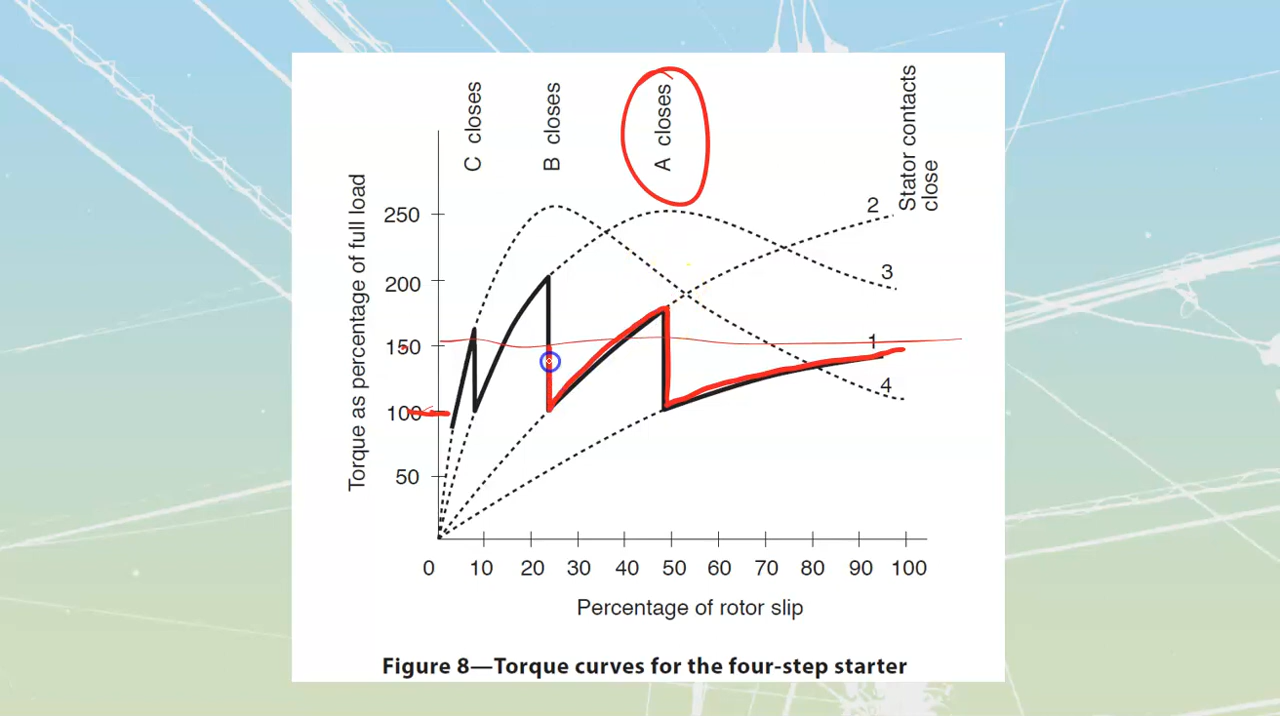 C closes
B closes
A closes
Stator contacts
close
Torque as percentage of full load
250
200
150
100
50
2
3
1
4
0 10 20 30 40 50 60 70 80 90 100
Percentage of rotor slip
Figure 8—Torque curves for the four-step starter